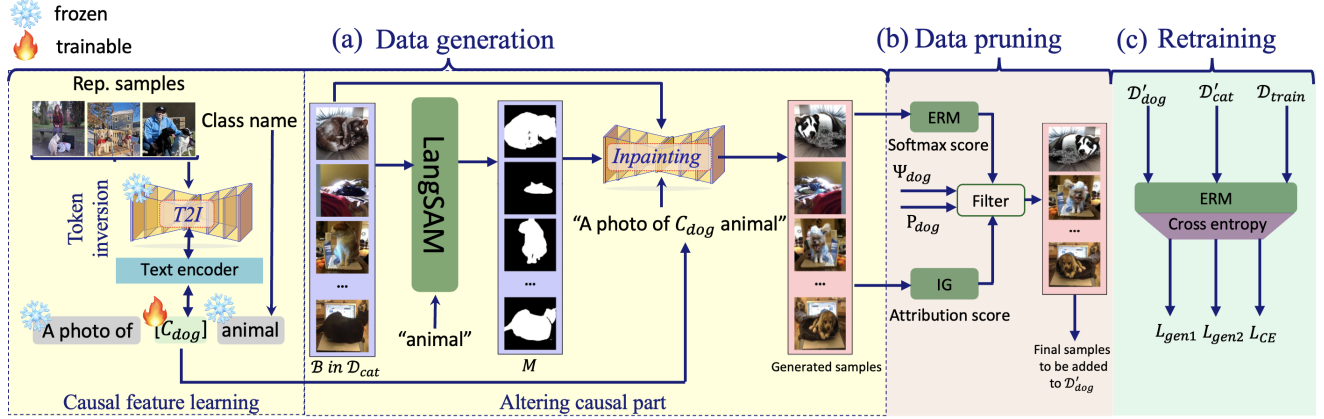 frozen
trainable
(a) Data generation
(b) Data pruning
(c) Retraining
Rep. samples
Class name
Token
inversion
T2I
Text encoder
A photo of [C_dog] animal
Causal feature learning
LangSAM
"animal"
B in D_cat
...
M
...
Inpainting
"A photo of C_dog animal"
...
Generated samples
Altering causal part
ERM
Softmax score
Ψ_dog
P_dog
Filter
IG
Attribution score
...
Final samples
to be added
to D'_dog
D'_dog D'_cat D_train
ERM
Cross entropy
L_gen1 L_gen2 L_CE